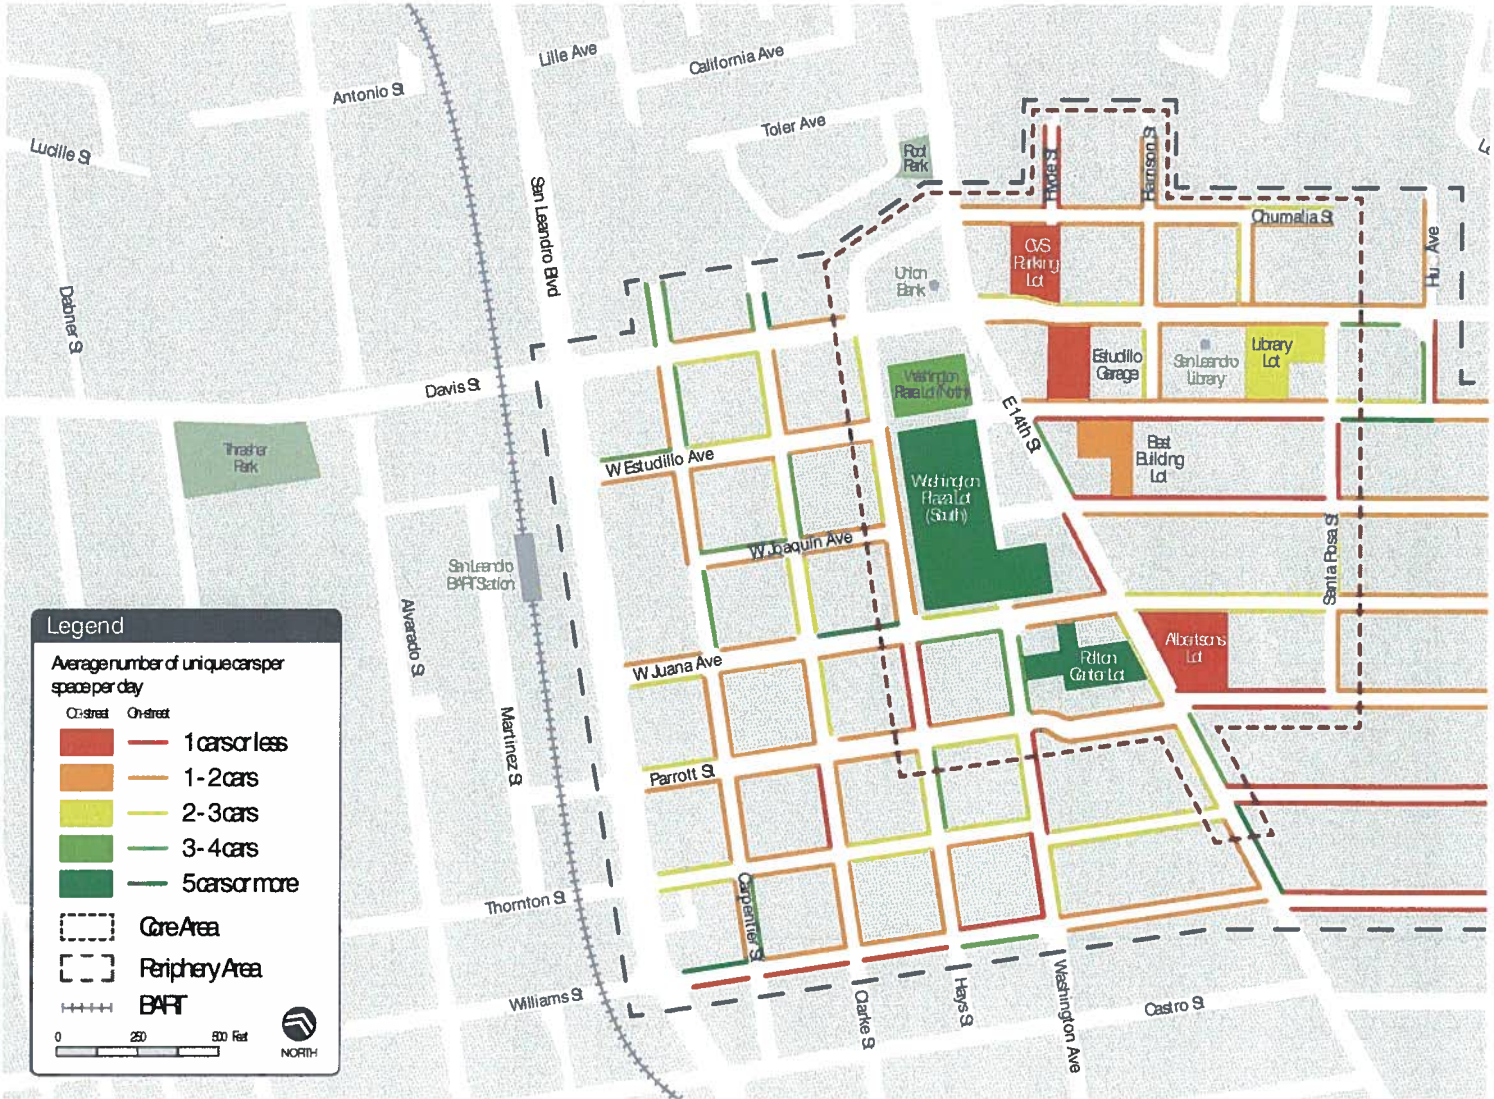 Lille Ave
California Ave
Antonio St
Toler Ave
Lucille St
Root
Park
Hyde St
Harrison St
San Leandro Blvd
Chumalia St
CVS
Parking
Lot
Union
Bank
Dabner St
Estudillo
Garage
San Leandro
Library
Library
Lot
Davis St
Washington
Plaza Lot (North)
E 14th St
Thrasher
Park
W Estudillo Ave
Best
Building
Lot
Washington
Plaza Lot
(South)
W Joaquin Ave
San Leandro
BART Station
Santa Rosa St
Alvarado St
W Juana Ave
Pelton
Center Lot
Albertsons
Lot
Martinez St
Parrott St
Carpentier St
Thornton St
Williams St
Clarke St
Hays St
Washington Ave
Castro St
Legend
Average number of unique cars per
space per day
Off-street On-street
1 cars or less
1 - 2 cars
2 - 3 cars
3 - 4 cars
5 cars or more
Core Area
Periphery Area
BART
0 250 500 Feet
NORTH